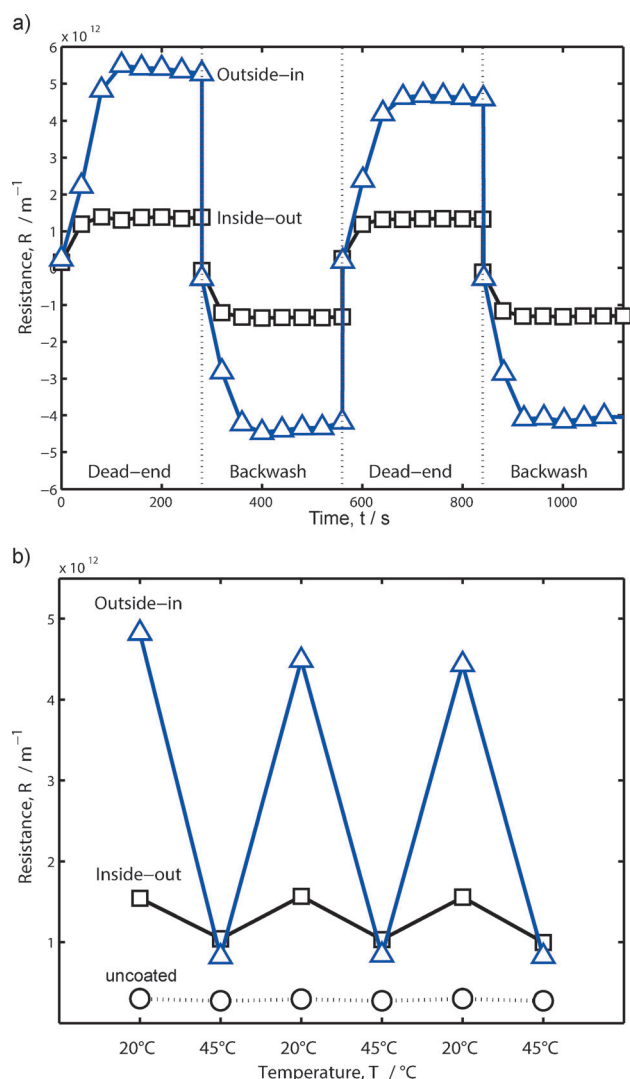 a)
x 10 12
6
5
4
3
2
1
0
−1
−2
−3
−4
−5
−6
Resistance, R / m−1
Outside−in
Inside−out
Dead−end Backwash Dead−end Backwash
0 200 400 600 800 1000
Time, t / s
b)
x 10 12
Outside−in
5
4
3
2
1
Resistance, R / m−1
Inside−out
uncoated
20°C 45°C 20°C 45°C 20°C 45°C
Temperature, T / °C